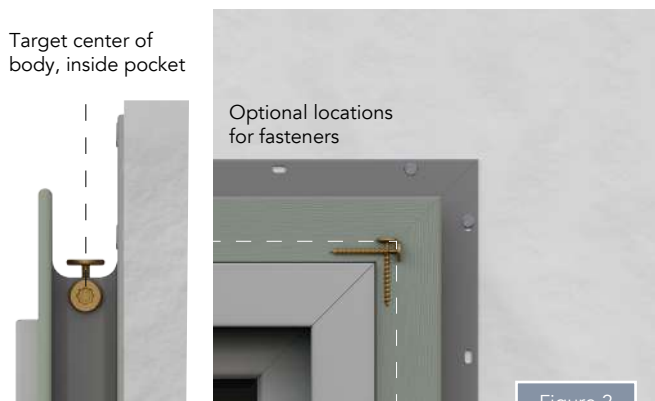 Target center of
body, inside pocket
Optional locations
for fasteners
Figure 3